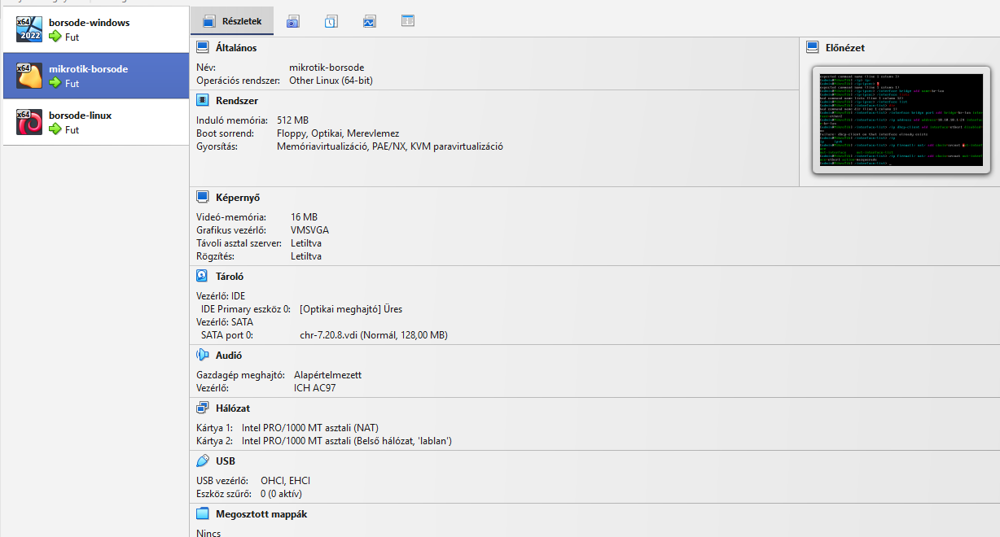 x64
2022
borsode-windows
Fut
x64
mikrotik-borsode
Fut
x64
borsode-linux
Fut
Részletek
Általános
Név: mikrotik-borsode
Operációs rendszer: Other Linux (64-bit)
Rendszer
Induló memória: 512 MB
Boot sorrend: Floppy, Optikai, Merevlemez
Gyorsítás: Memóriavirtualizáció, PAE/NX, KVM paravirtualizáció
Előnézet
Képernyő
Videó-memória: 16 MB
Grafikus vezérlő: VMSVGA
Távoli asztal szerver: Letiltva
Rögzítés: Letiltva
Tároló
Vezérlő: IDE
IDE Primary eszköz 0: [Optikai meghajtó] Üres
Vezérlő: SATA
SATA port 0: chr-7.20.8.vdi (Normál, 128,00 MB)
Audió
Gazdagép meghajtó: Alapértelmezett
Vezérlő: ICH AC97
Hálózat
Kártya 1: Intel PRO/1000 MT asztali (NAT)
Kártya 2: Intel PRO/1000 MT asztali (Belső hálózat, 'lablan')
USB
USB vezérlő: OHCI, EHCI
Eszköz szűrő: 0 (0 aktív)
Megosztott mappák
Nincs